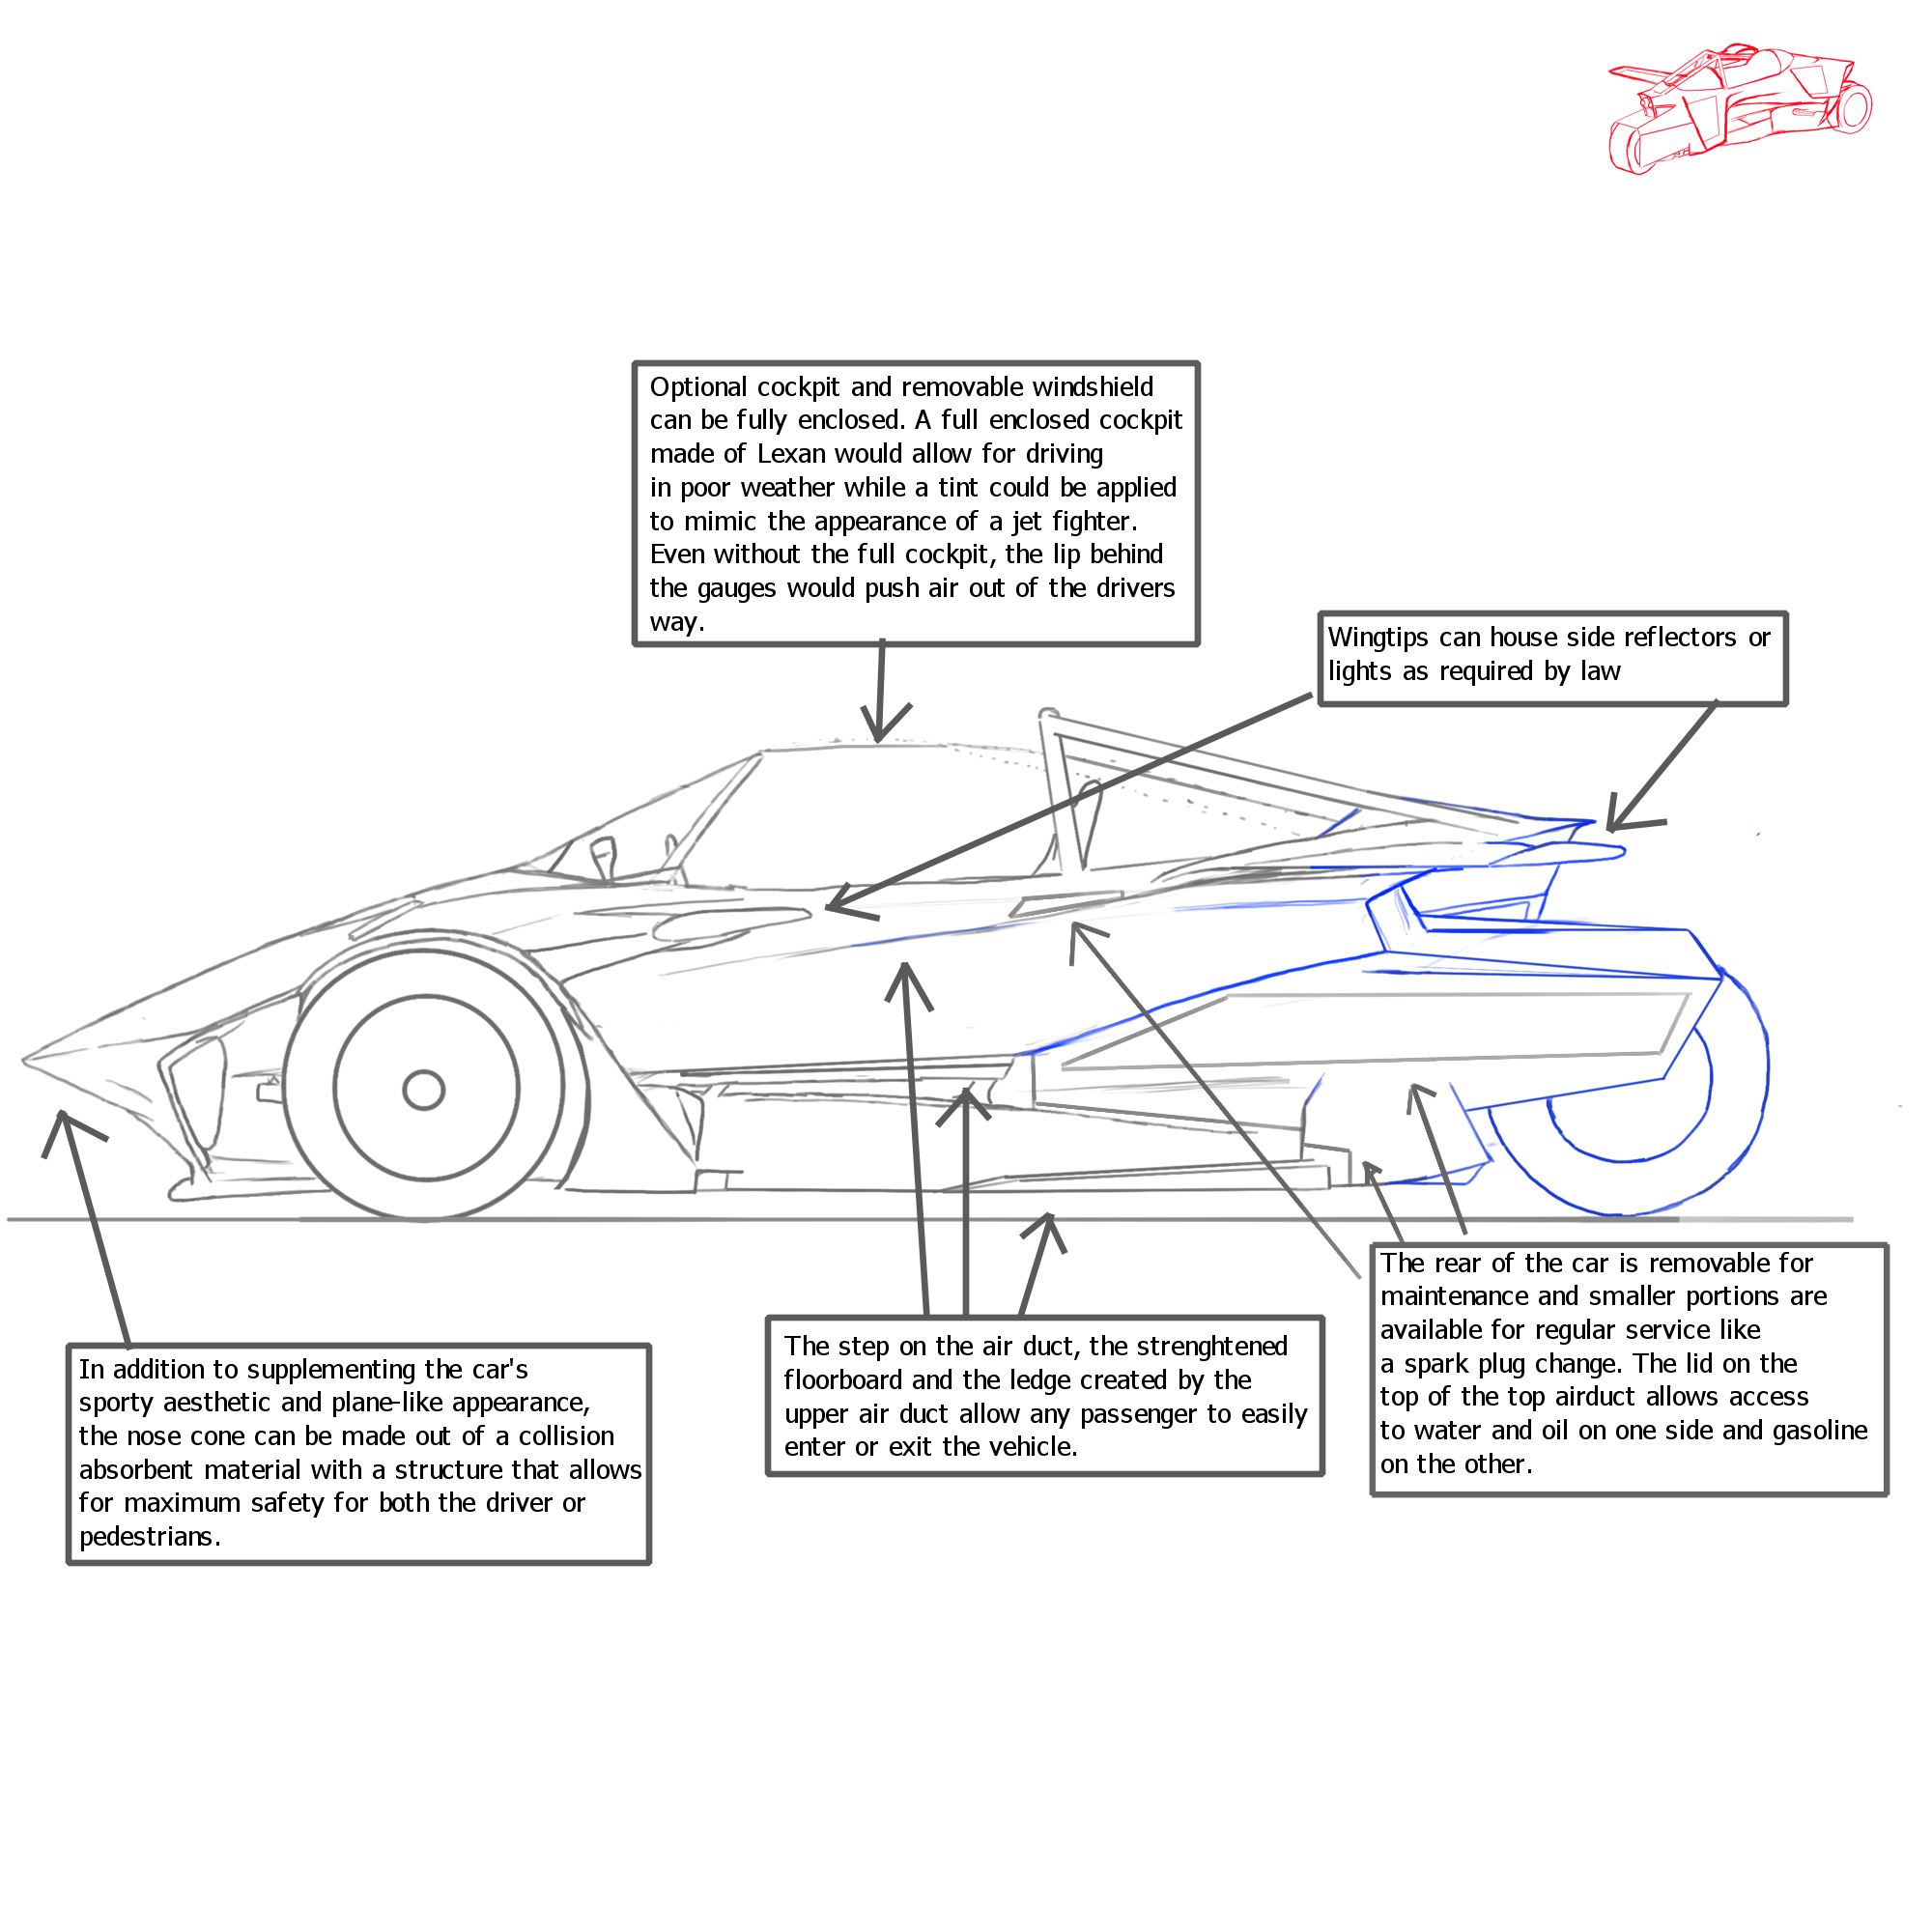 Optional cockpit and removable windshield
can be fully enclosed. A full enclosed cockpit
made of Lexan would allow for driving
in poor weather while a tint could be applied
to mimic the appearance of a jet fighter.
Even without the full cockpit, the lip behind
the gauges would push air out of the drivers
way.
Wingtips can house side reflectors or
lights as required by law
In addition to supplementing the car's
sporty aesthetic and plane-like appearance,
the nose cone can be made out of a collision
absorbent material with a structure that allows
for maximum safety for both the driver or
pedestrians.
The step on the air duct, the strenghtened
floorboard and the ledge created by the
upper air duct allow any passenger to easily
enter or exit the vehicle.
The rear of the car is removable for
maintenance and smaller portions are
available for regular service like
a spark plug change. The lid on the
top of the top airduct allows access
to water and oil on one side and gasoline
on the other.